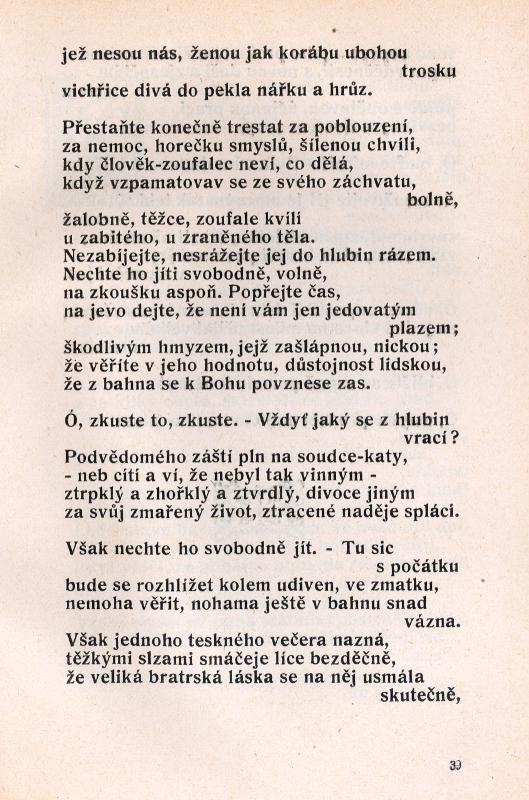 jež nesou nás, ženou jak korábu ubohou
trosku
vichřice divá do pekla nářku a hrůz.
Přestaňte konečně trestat za poblouzení,
za nemoc, horečku smyslů, šílenou chvíli,
kdy člověk-zoufalec neví, co dělá,
když vzpamatovav se ze svého záchvatu,
bolně,
žalobně, těžce, zoufale kvílí
u zabitého, u zraněného těla.
Nezabíjejte, nesrážejte jej do hlubin rázem.
Nechte ho jíti svobodně, volně,
na zkoušku aspoň. Popřejte čas,
na jevo dejte, že není vám jen jedovatým
plazem;
škodlivým hmyzem, jejž zašlápnou, nickou;
že věříte v jeho hodnotu, důstojnost lidskou,
že z bahna se k Bohu povznese zas.
Ó, zkuste to, zkuste. - Vždyť jaký se z hlubin
vrací?
Podvědomého záští pln na soudce-katy,
- neb cítí a ví, že nebyl tak vinným -
ztrpklý a zhořklý a ztvrdlý, divoce jiným
za svůj zmařený život, ztracené naděje splácí.
Však nechte ho svobodně jít. - Tu sic
s počátku
bude se rozhlížet kolem udiven, ve zmatku,
nemoha věřit, nohama ještě v bahnu snad
vázna.
Však jednoho teskného večera nazná,
těžkými slzami smáčeje líce bezděčně,
že veliká bratrská láska se na něj usmála
skutečně,
39